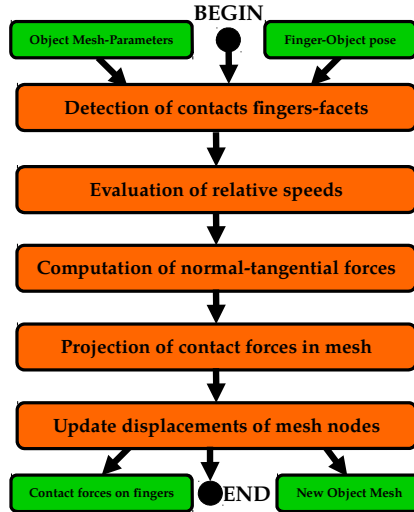 BEGIN
Object Mesh-Parameters
Finger-Object pose
Detection of contacts fingers-facets
Evaluation of relative speeds
Computation of normal-tangential forces
Projection of contact forces in mesh
Update displacements of mesh nodes
Contact forces on fingers
END
New Object Mesh